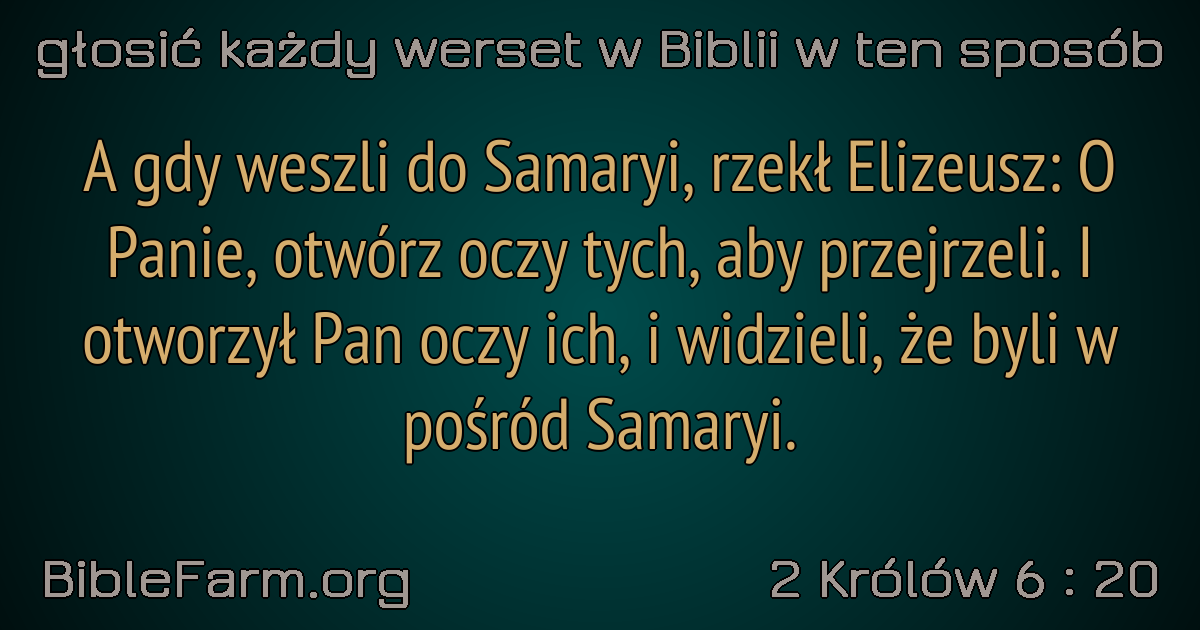 głosić każdy werset w Biblii w ten sposób
A gdy weszli do Samaryi, rzekł Elizeusz: O
Panie, otwórz oczy tych, aby przejrzeli. I
otworzył Pan oczy ich, i widzieli, że byli w
pośród Samaryi.
BibleFarm.org
2 Królów 6 : 20